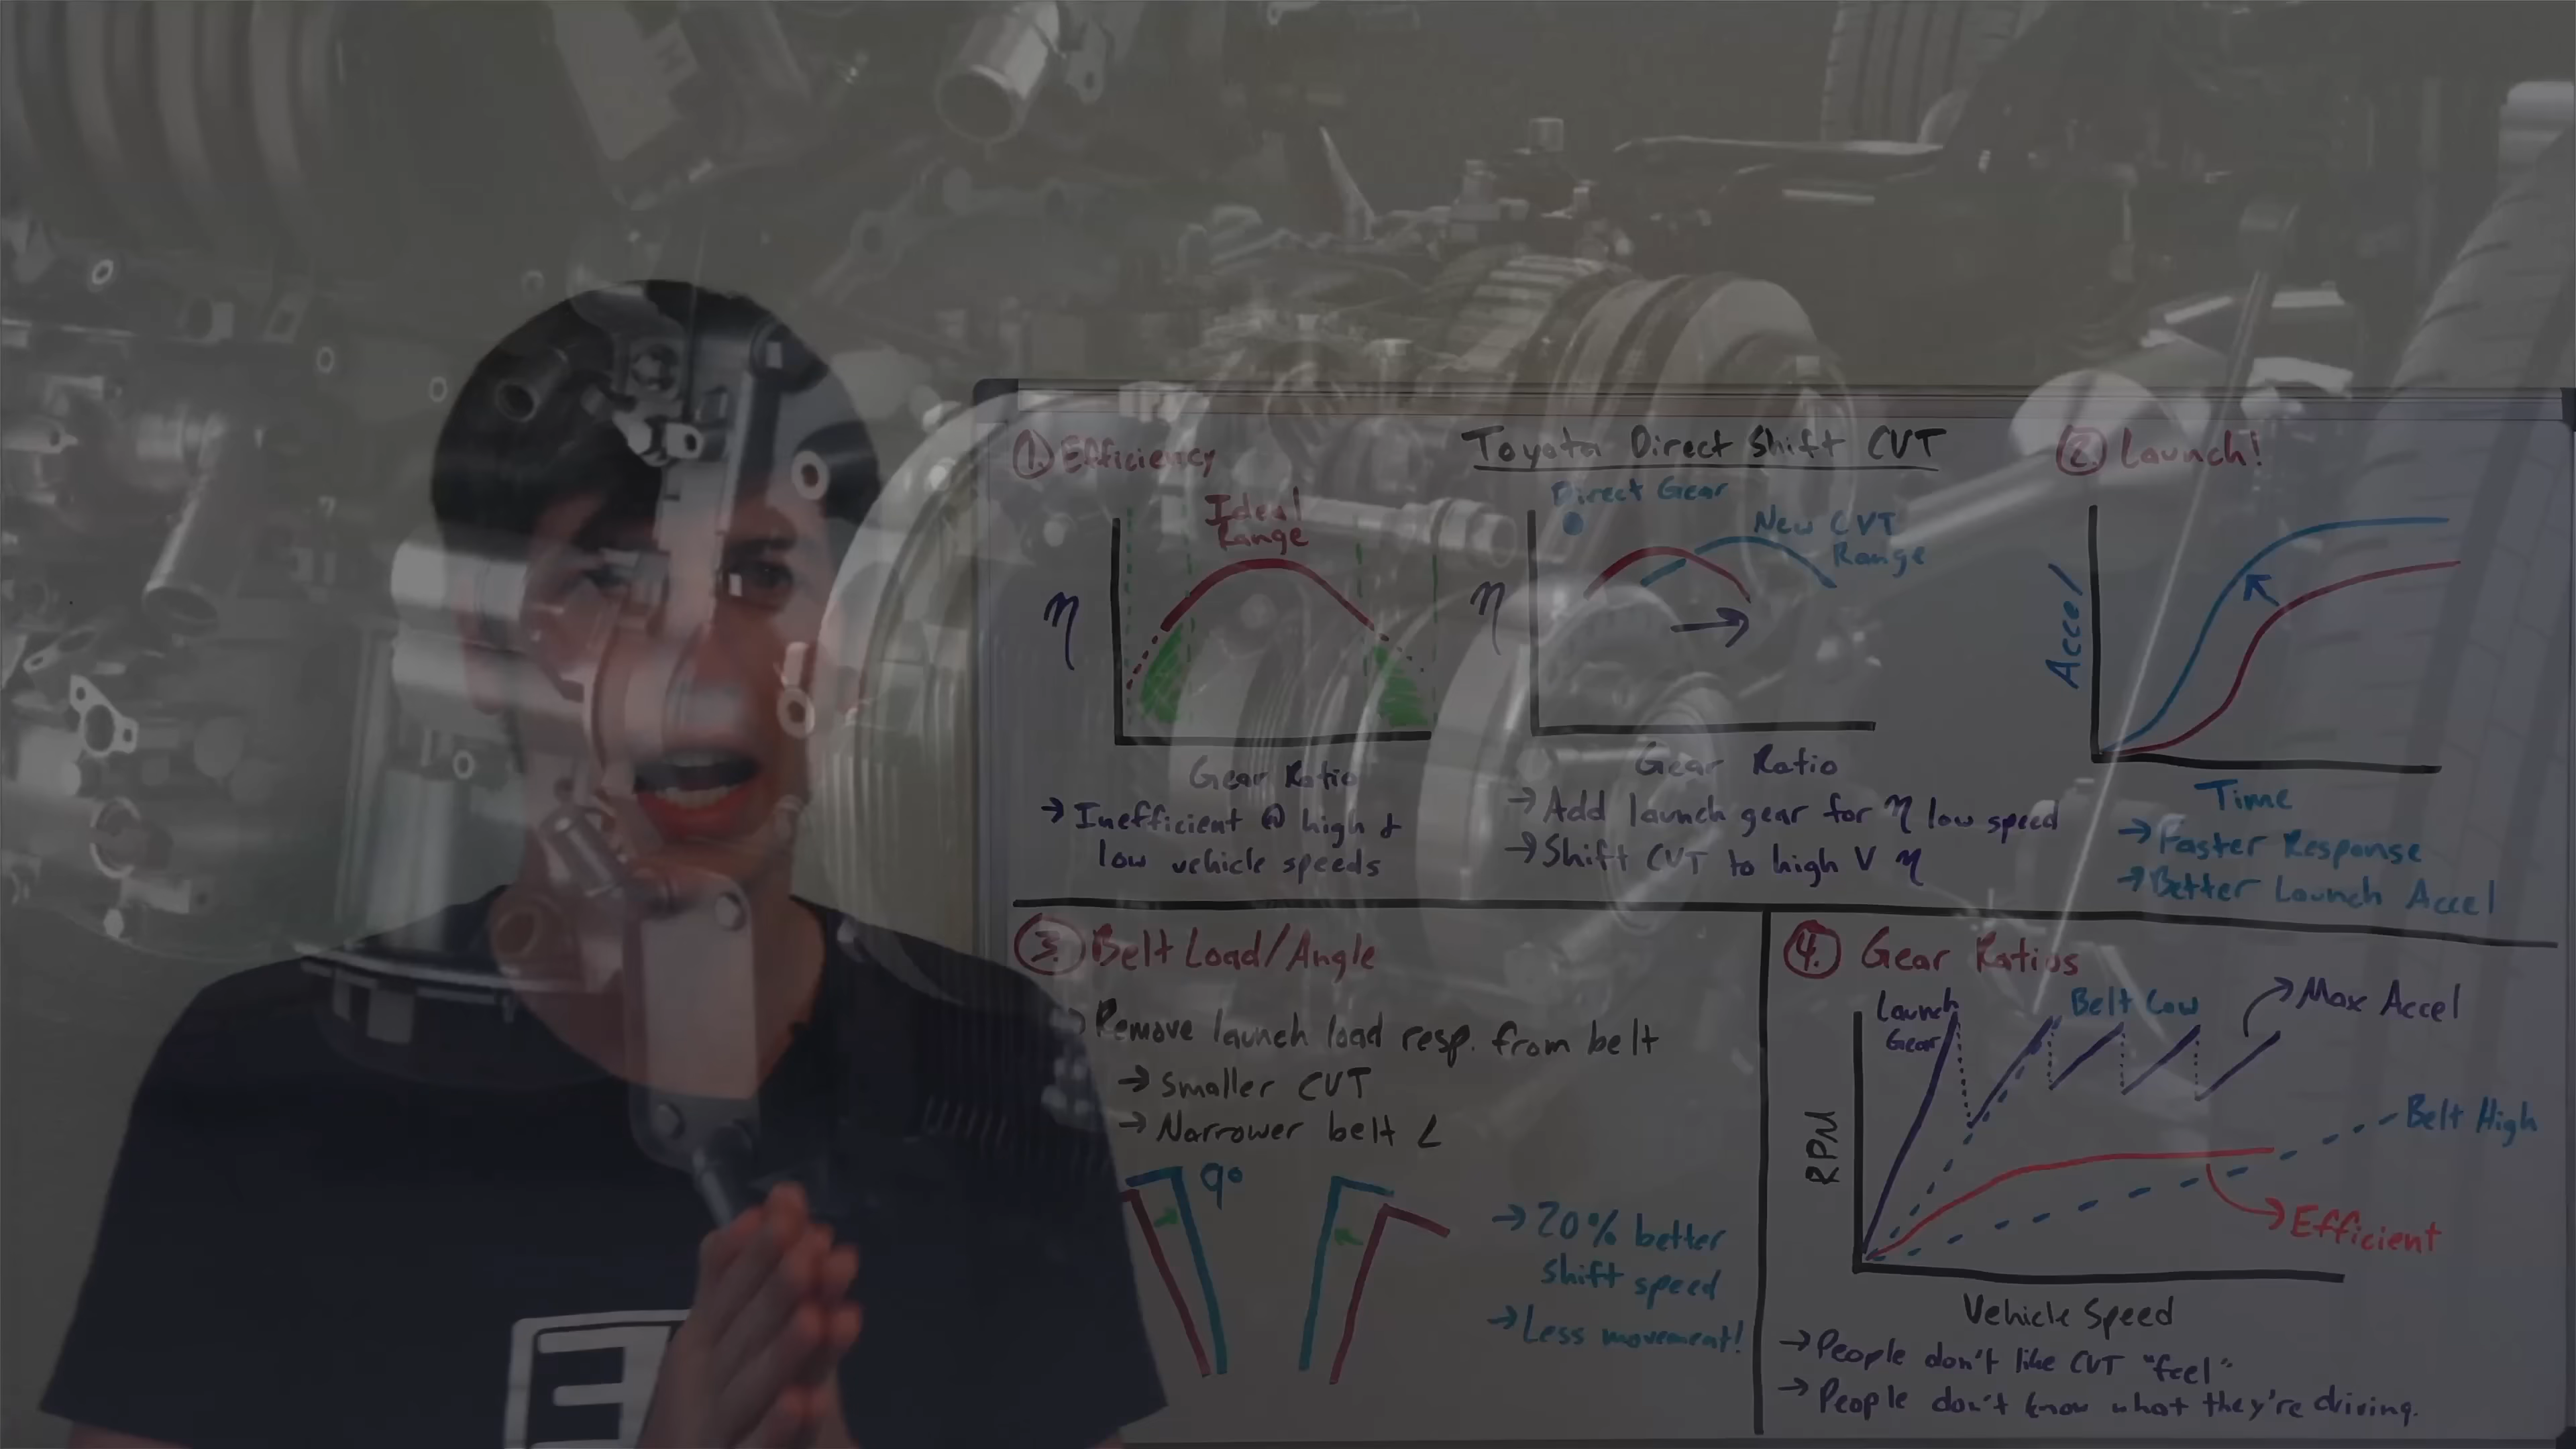 Toyota Direct Shift CVT
1. Efficiency
Ideal
Range
η
Gear Ratio
→ Inefficient @ high &
low vehicle speeds
Direct Gear
New CVT
Range
η
Gear Ratio
→ Add launch gear for η low speed
→ Shift CVT to high V η
2. Launch!
Accel
Time
→ Faster Response
→ Better Launch Accel
3. Belt Load/Angle
Remove launch load resp. from belt
→ Smaller CVT
→ Narrower belt ∠
9°
→ 20% better
shift speed
→ Less movement!
4. Gear Ratios
Launch
Gear
Belt Low
Max Accel
Belt High
RPM
Efficient
Vehicle Speed
→ People don't like CVT "feel"
→ People don't know what they're driving.